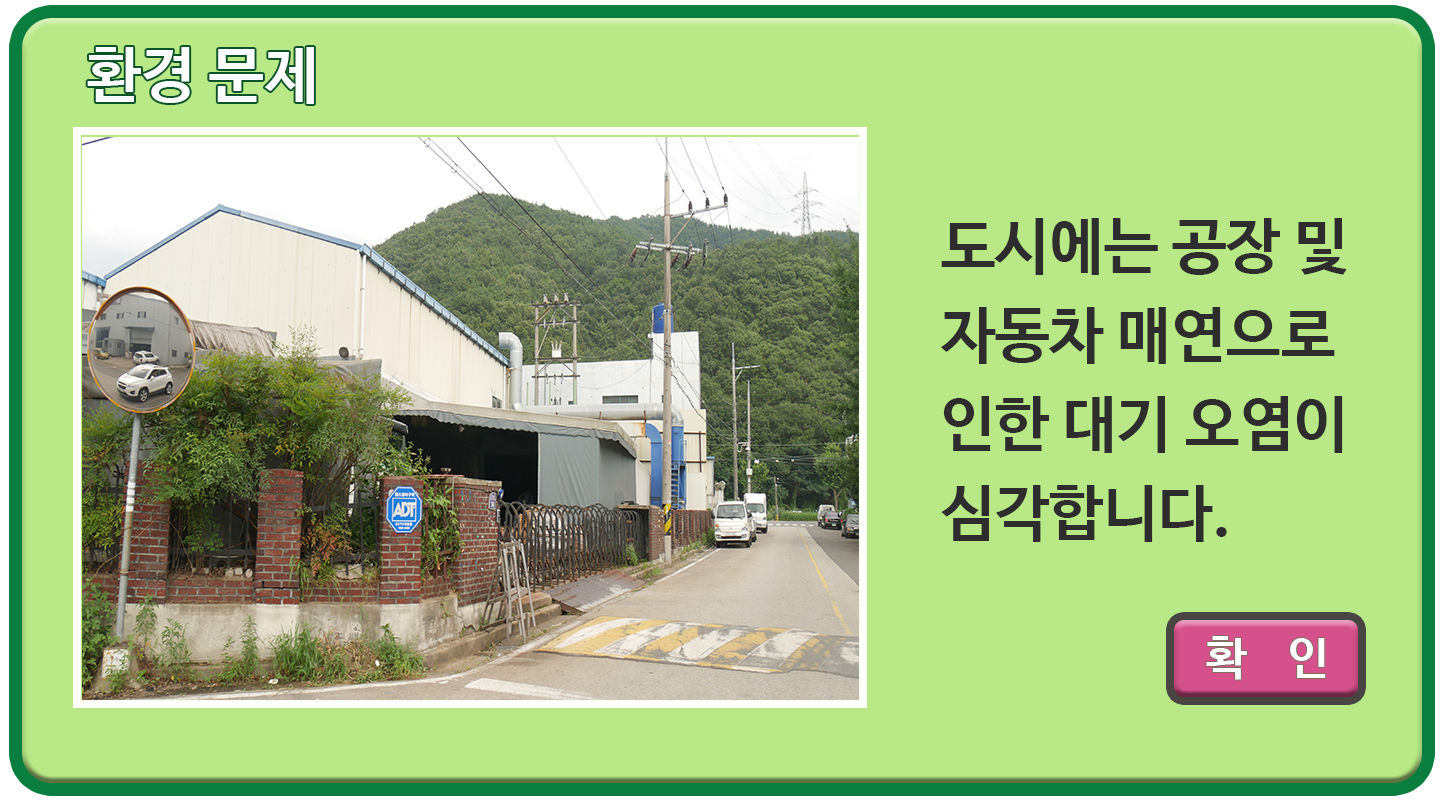 환경 문제
ADT
도시에는 공장 및
자동차 매연으로
인한 대기 오염이
심각합니다.
확 인